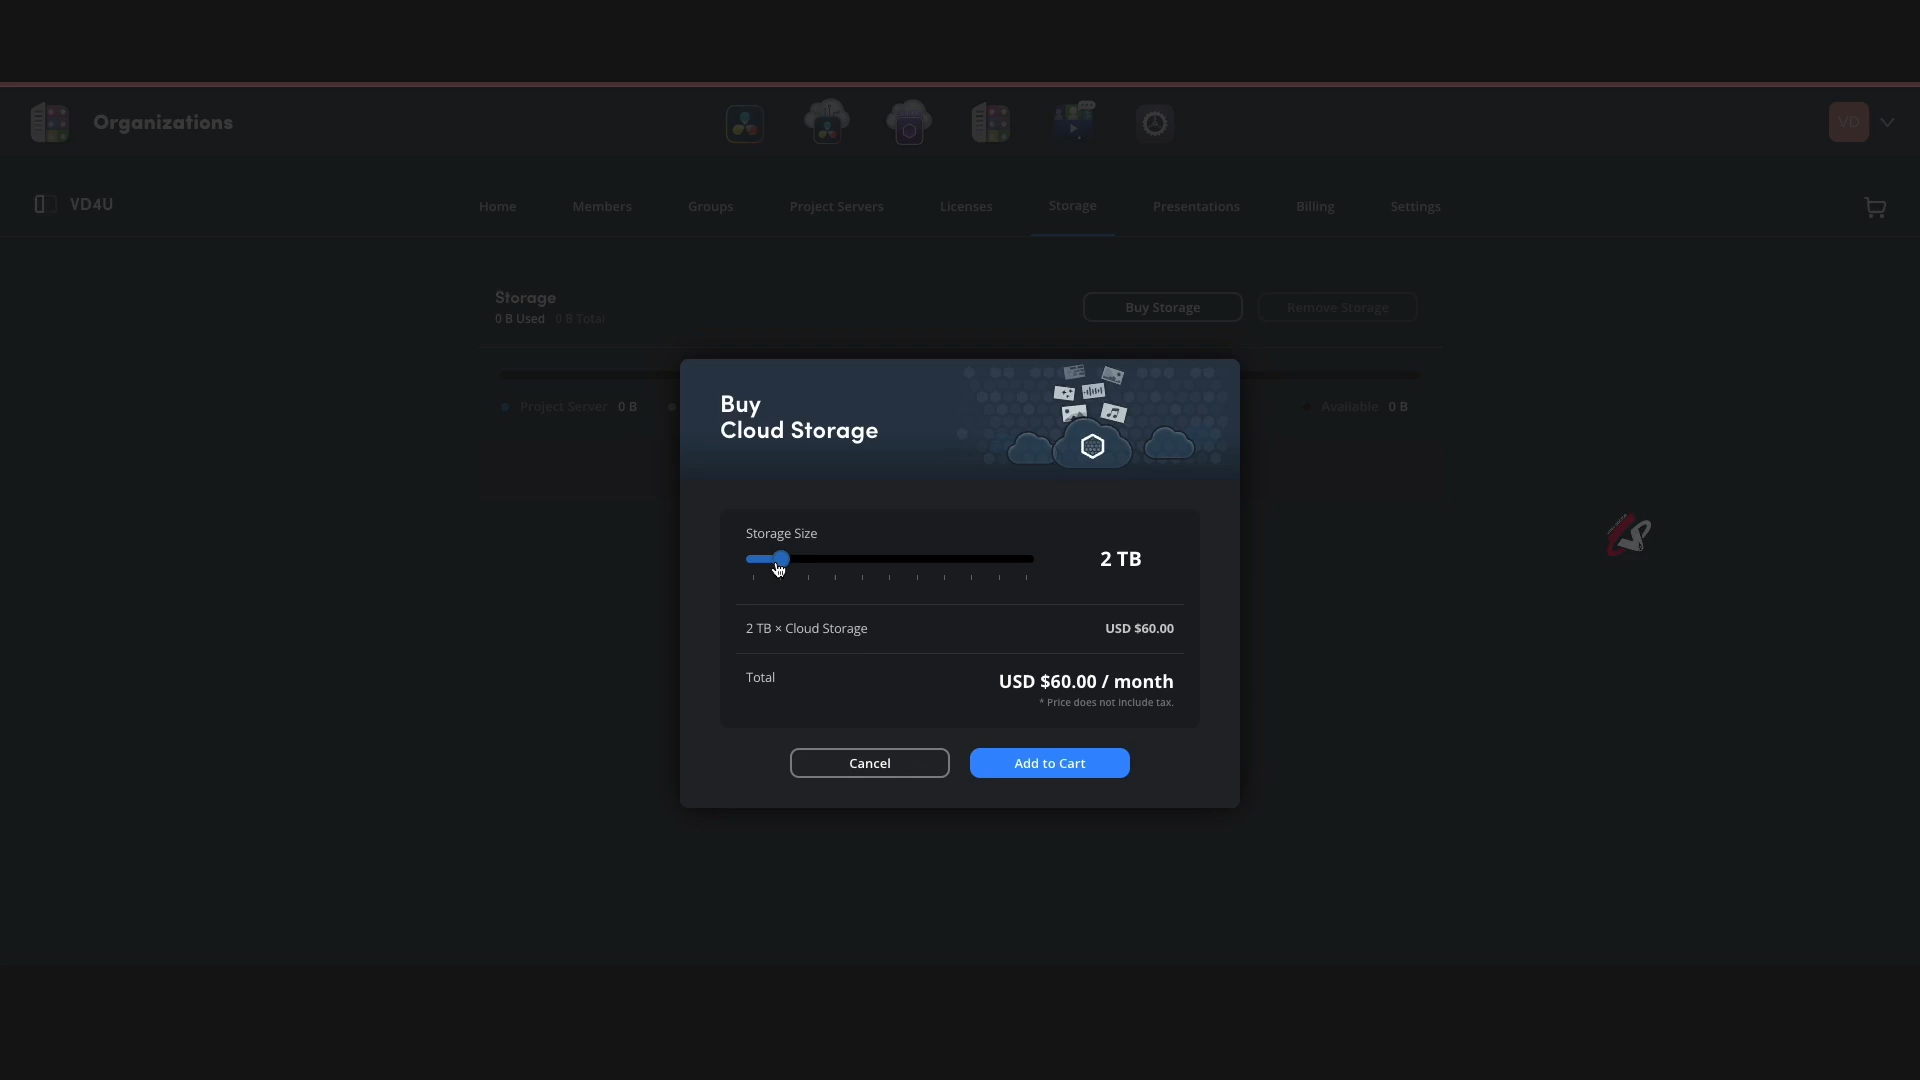 Organizations
VD
VD4U
Home
Members
Groups
Project Servers
Licenses
Storage
Presentations
Billing
Settings
Storage
0 B Used 0 B Total
Buy Storage
Remove Storage
Project Server 0 B
Available 0 B
Buy
Cloud Storage
Storage Size
2 TB
2 TB × Cloud Storage
USD $60.00
Total
USD $60.00 / month
* Price does not include tax.
Cancel
Add to Cart